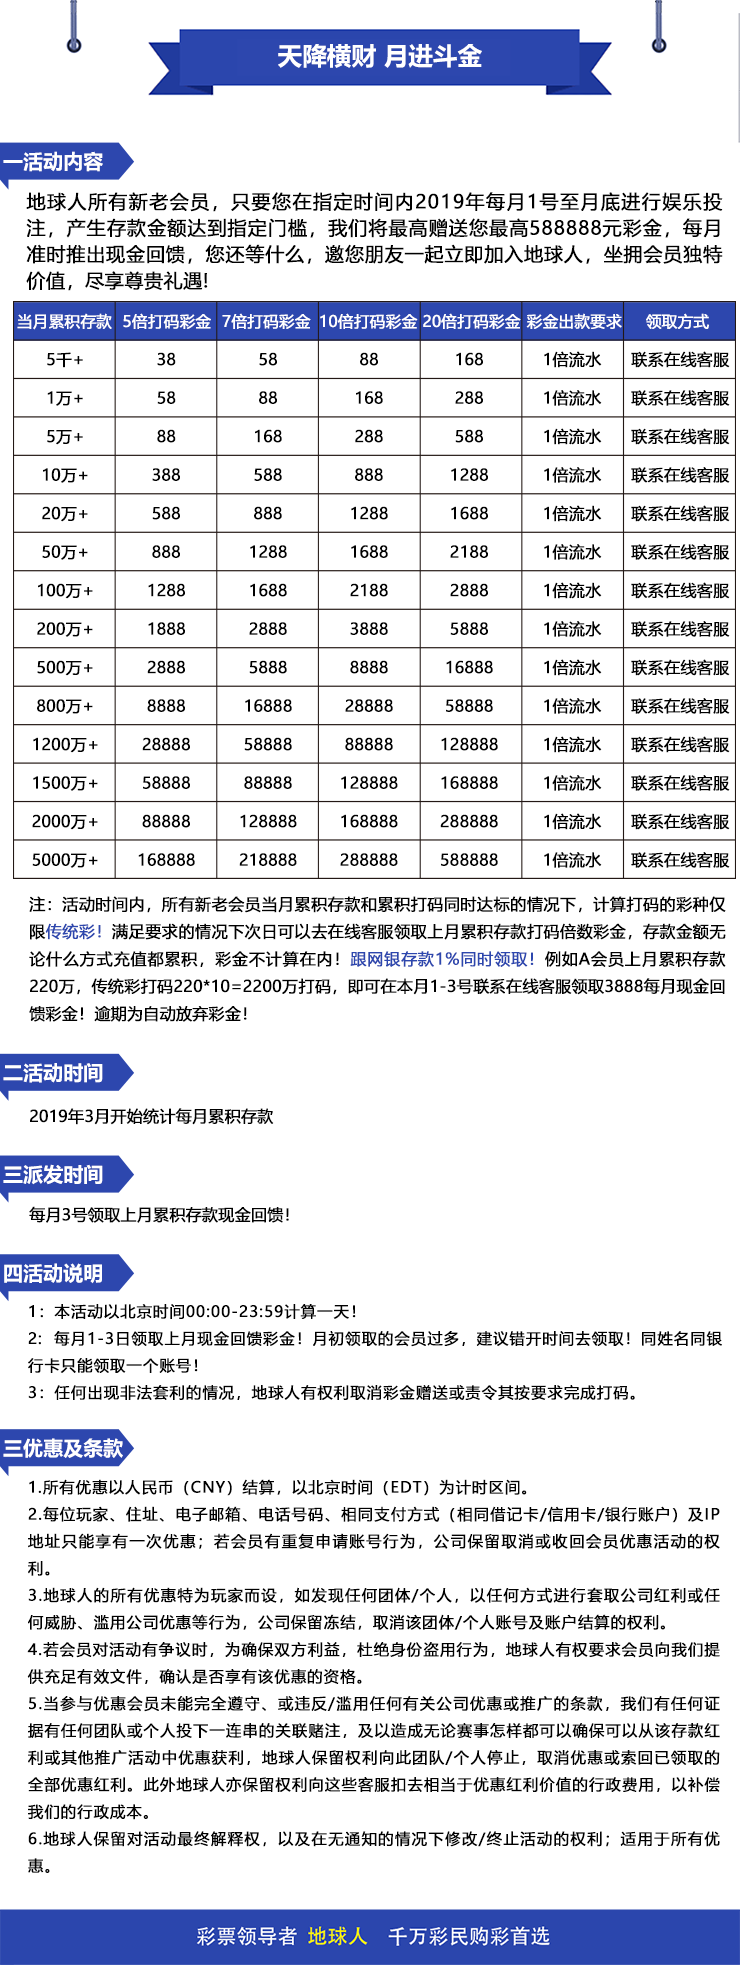 天降横财 月进斗金
一活动内容
地球人所有新老会员，只要您在指定时间内2019年每月1号至月底进行娱乐投
注，产生存款金额达到指定门槛，我们将最高赠送您最高588888元彩金，每月
准时推出现金回馈，您还等什么，邀您朋友一起立即加入地球人，坐拥会员独特
价值，尽享尊贵礼遇!
当月累积存款 5倍打码彩金 7倍打码彩金 10倍打码彩金 20倍打码彩金 彩金出款要求 领取方式
5千+ 38 58 88 168 1倍流水 联系在线客服
1万+ 58 88 168 288 1倍流水 联系在线客服
5万+ 88 168 288 588 1倍流水 联系在线客服
10万+ 388 588 888 1288 1倍流水 联系在线客服
20万+ 588 888 1288 1688 1倍流水 联系在线客服
50万+ 888 1288 1688 2188 1倍流水 联系在线客服
100万+ 1288 1688 2188 2888 1倍流水 联系在线客服
200万+ 1888 2888 3888 5888 1倍流水 联系在线客服
500万+ 2888 5888 8888 16888 1倍流水 联系在线客服
800万+ 8888 16888 28888 58888 1倍流水 联系在线客服
1200万+ 28888 58888 88888 128888 1倍流水 联系在线客服
1500万+ 58888 88888 128888 168888 1倍流水 联系在线客服
2000万+ 88888 128888 168888 288888 1倍流水 联系在线客服
5000万+ 168888 218888 288888 588888 1倍流水 联系在线客服
注：活动时间内，所有新老会员当月累积存款和累积打码同时达标的情况下，计算打码的彩种仅
限传统彩！满足要求的情况下次日可以去在线客服领取上月累积存款打码倍数彩金，存款金额无
论什么方式充值都累积，彩金不计算在内！跟网银存款1%同时领取！例如A会员上月累积存款
220万，传统彩打码220*10=2200万打码，即可在本月1-3号联系在线客服领取3888每月现金回
馈彩金！逾期为自动放弃彩金！
二活动时间
2019年3月开始统计每月累积存款
三派发时间
每月3号领取上月累积存款现金回馈！
四活动说明
1：本活动以北京时间00:00-23:59计算一天！
2：每月1-3日领取上月现金回馈彩金！月初领取的会员过多，建议错开时间去领取！同姓名同银
行卡只能领取一个账号！
3：任何出现非法套利的情况，地球人有权利取消彩金赠送或责令其按要求完成打码。
三优惠及条款
1.所有优惠以人民币（CNY）结算，以北京时间（EDT）为计时区间。
2.每位玩家、住址、电子邮箱、电话号码、相同支付方式（相同借记卡/信用卡/银行账户）及IP
地址只能享有一次优惠；若会员有重复申请账号行为，公司保留取消或收回会员优惠活动的权
利。
3.地球人的所有优惠特为玩家而设，如发现任何团体/个人，以任何方式进行套取公司红利或任
何威胁、滥用公司优惠等行为，公司保留冻结，取消该团体/个人账号及账户结算的权利。
4.若会员对活动有争议时，为确保双方利益，杜绝身份盗用行为，地球人有权要求会员向我们提
供充足有效文件，确认是否享有该优惠的资格。
5.当参与优惠会员未能完全遵守、或违反/滥用任何有关公司优惠或推广的条款，我们有任何证
据有任何团队或个人投下一连串的关联赌注，及以造成无论赛事怎样都可以确保可以从该存款红
利或其他推广活动中优惠获利，地球人保留权利向此团队/个人停止，取消优惠或索回已领取的
全部优惠红利。此外地球人亦保留权利向这些客服扣去相当于优惠红利价值的行政费用，以补偿
我们的行政成本。
6.地球人保留对活动最终解释权，以及在无通知的情况下修改/终止活动的权利；适用于所有优
惠。
彩票领导者 地球人 千万彩民购彩首选